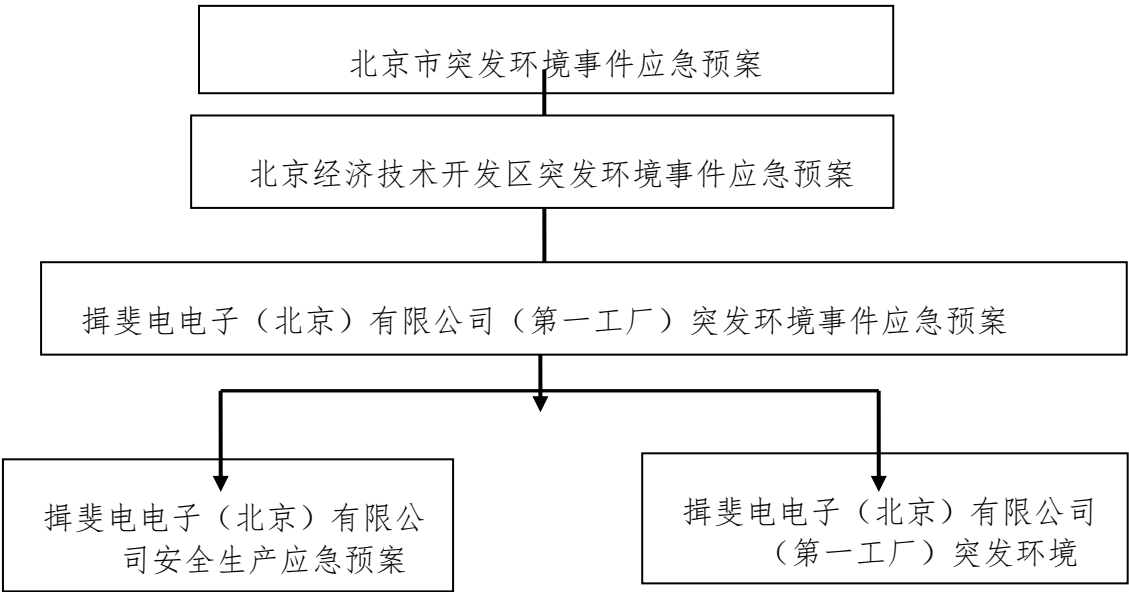 北京市突发环境事件应急预案
北京经济技术开发区突发环境事件应急预案
揖斐电电子（北京）有限公司（第一工厂）突发环境事件应急预案
揖斐电电子（北京）有限公
司安全生产应急预案
揖斐电电子（北京）有限公司
（第一工厂）突发环境